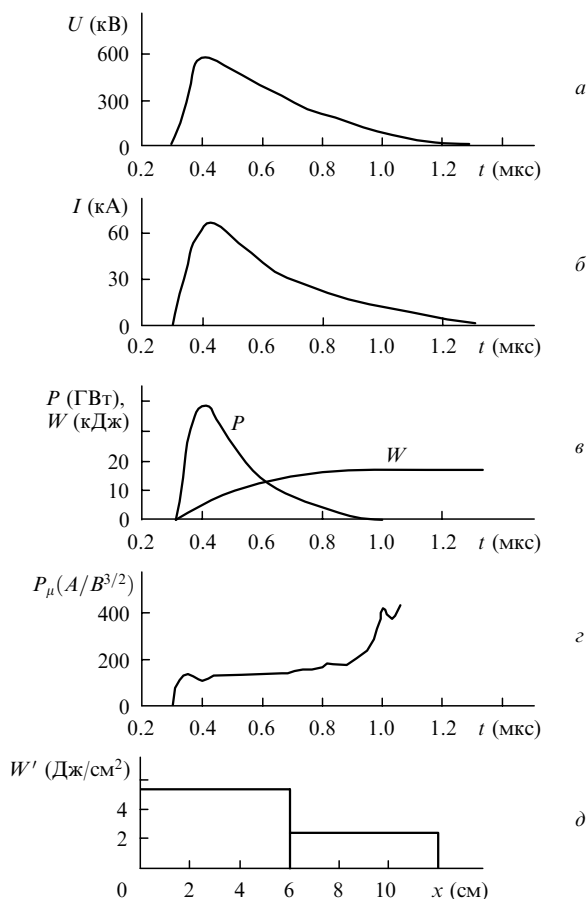 U (кВ)
600
300
0
0.2 0.4 0.6 0.8 1.0 1.2 t (мкс)
а
I (кА)
60
30
0
0.2 0.4 0.6 0.8 1.0 1.2 t (мкс)
б
P (ГВт),
W (кДж)
P
W
20
10
0
0.2 0.4 0.6 0.8 1.0 1.2 t (мкс)
в
Pμ(A/B^3/2)
400
200
0
0.2 0.4 0.6 0.8 1.0 1.2 t (мкс)
г
W′ (Дж/см²)
4
2
0 2 4 6 8 10 x (см)
д